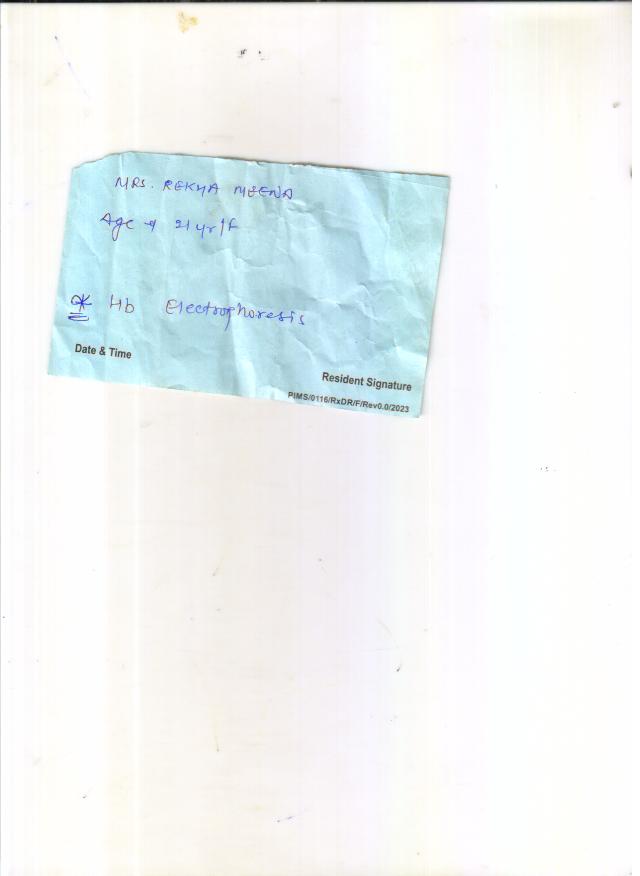 MRS. REKHA MEENA
Age 21 yr/F
Hb Electrophoresis
Date & Time
Resident Signature
PIMS/0116/RxDR/F/Rev0.0/2023